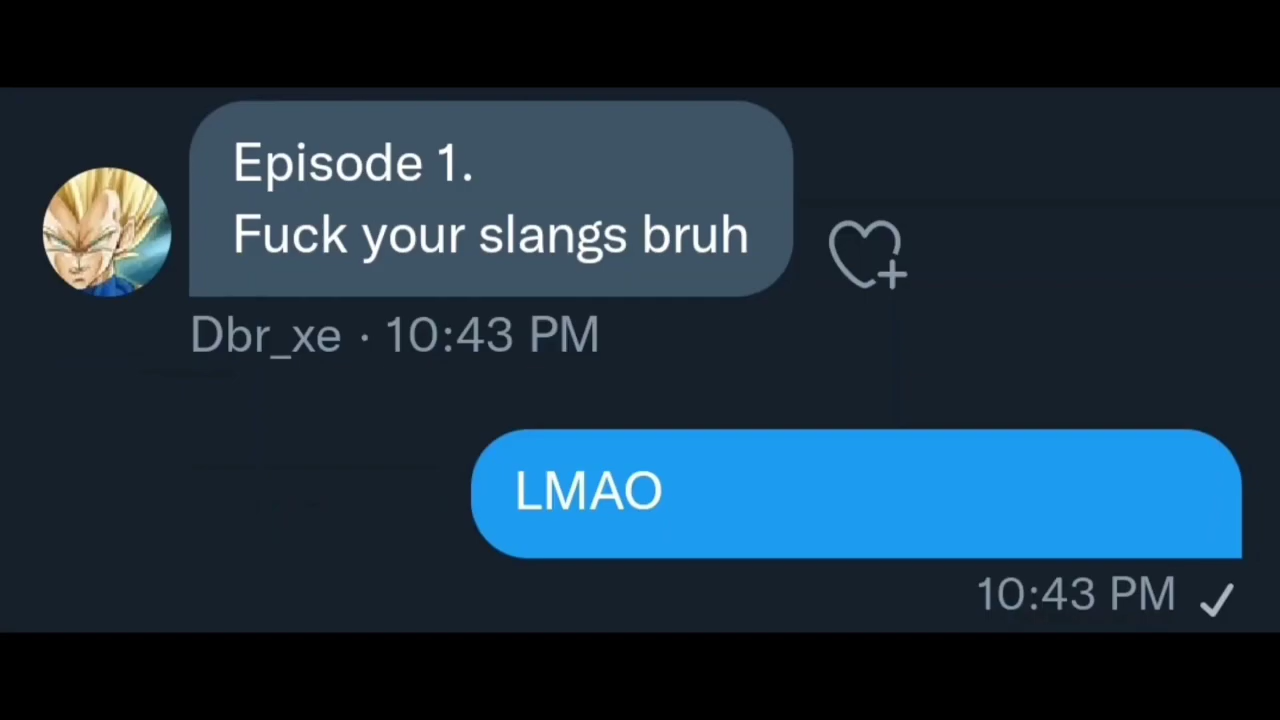 Episode 1.
Fuck your slangs bruh
Dbr_xe · 10:43 PM
LMAO
10:43 PM